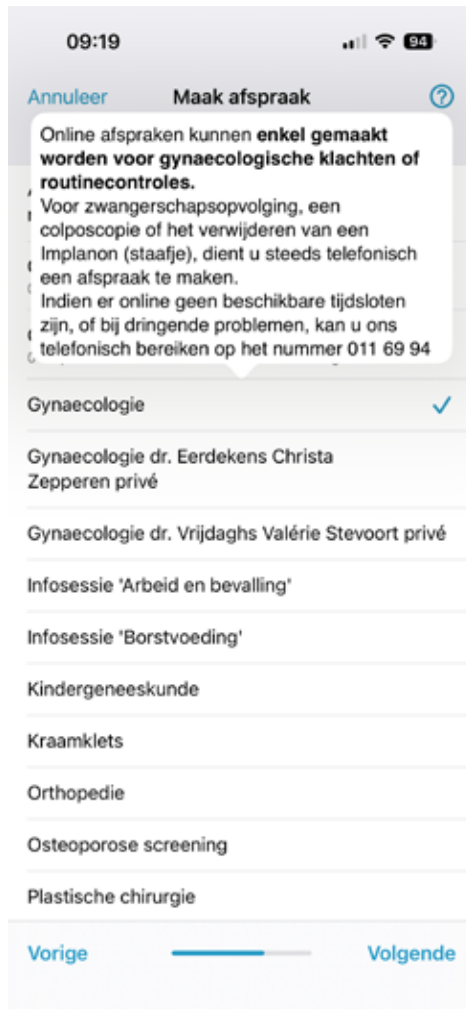 09:19
94
Annuleer Maak afspraak ?
Online afspraken kunnen enkel gemaakt
worden voor gynaecologische klachten of
routinecontroles.
Voor zwangerschapsopvolging, een
colposcopie of het verwijderen van een
Implanon (staafje), dient u steeds telefonisch
een afspraak te maken.
Indien er online geen beschikbare tijdsloten
zijn, of bij dringende problemen, kan u ons
telefonisch bereiken op het nummer 011 69 94
Gynaecologie
Gynaecologie dr. Eerdekens Christa
Zepperen privé
Gynaecologie dr. Vrijdaghs Valérie Stevoort privé
Infosessie 'Arbeid en bevalling'
Infosessie 'Borstvoeding'
Kindergeneeskunde
Kraamklets
Orthopedie
Osteoporose screening
Plastische chirurgie
Vorige Volgende